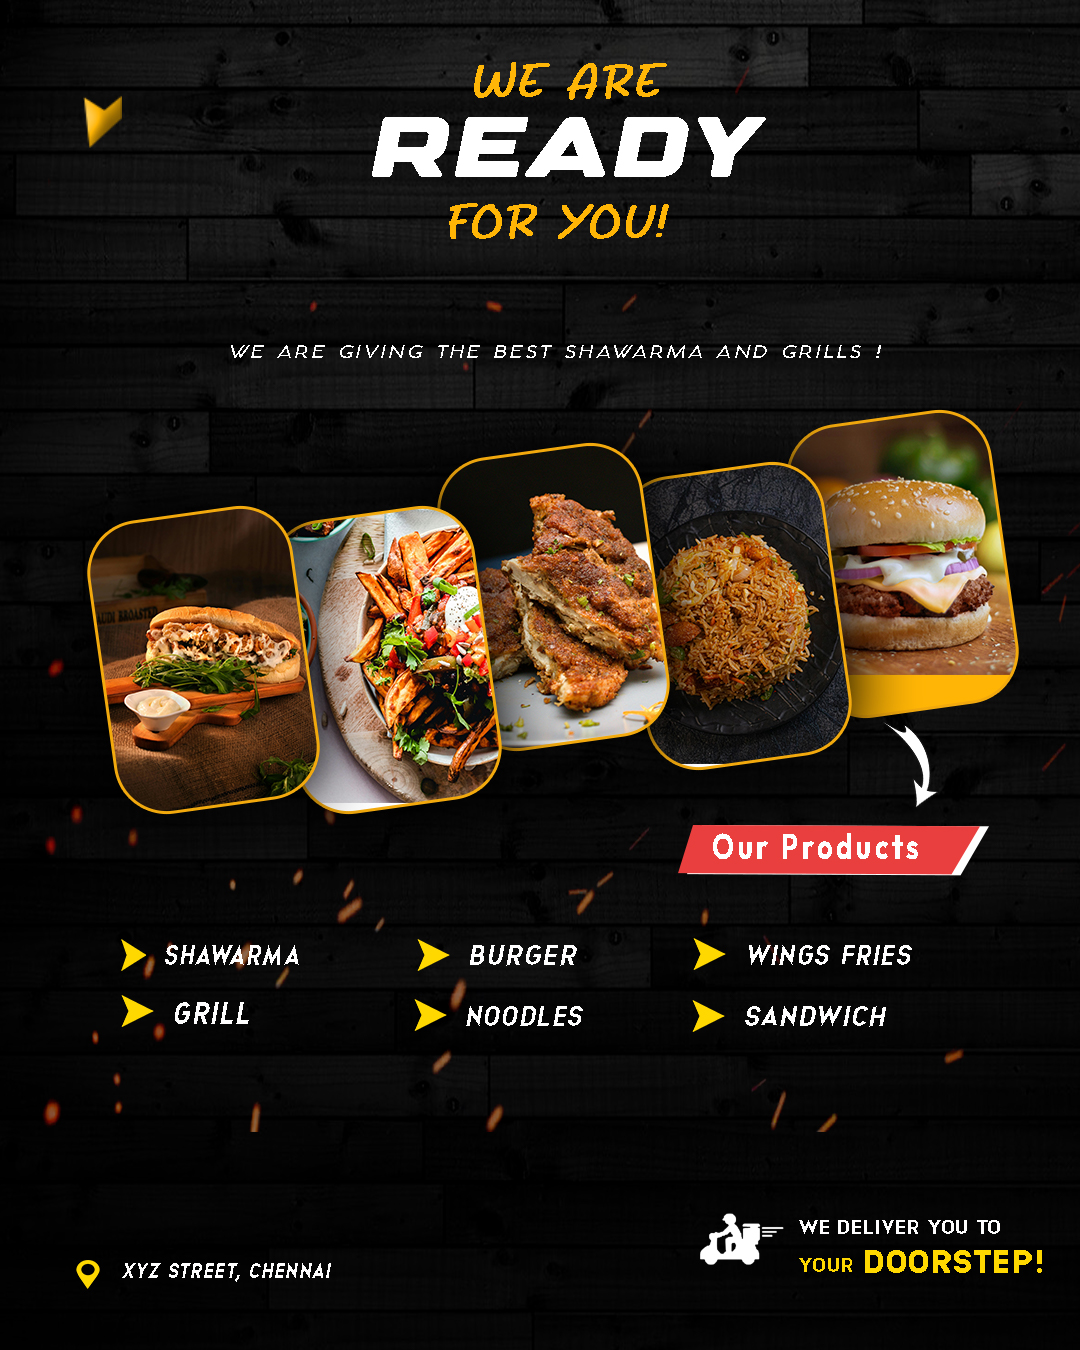 WE ARE
READY
FOR YOU!
WE ARE GIVING THE BEST SHAWARMA AND GRILLS !
Our Products
SHAWARMA
BURGER
WINGS FRIES
GRILL
NOODLES
SANDWICH
WE DELIVER YOU TO
YOUR DOORSTEP!
XYZ STREET, CHENNAI